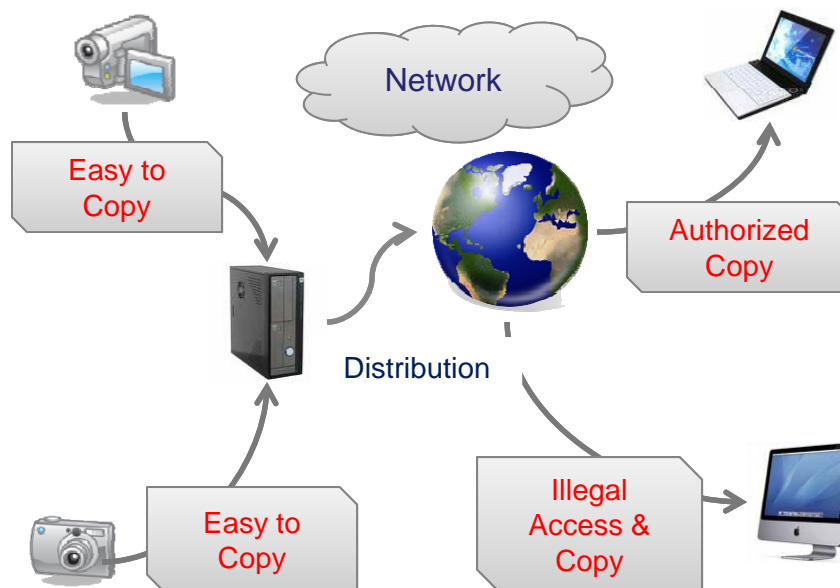 Network
Easy to
Copy
Authorized
Copy
Distribution
Easy to
Copy
Illegal
Access &
Copy